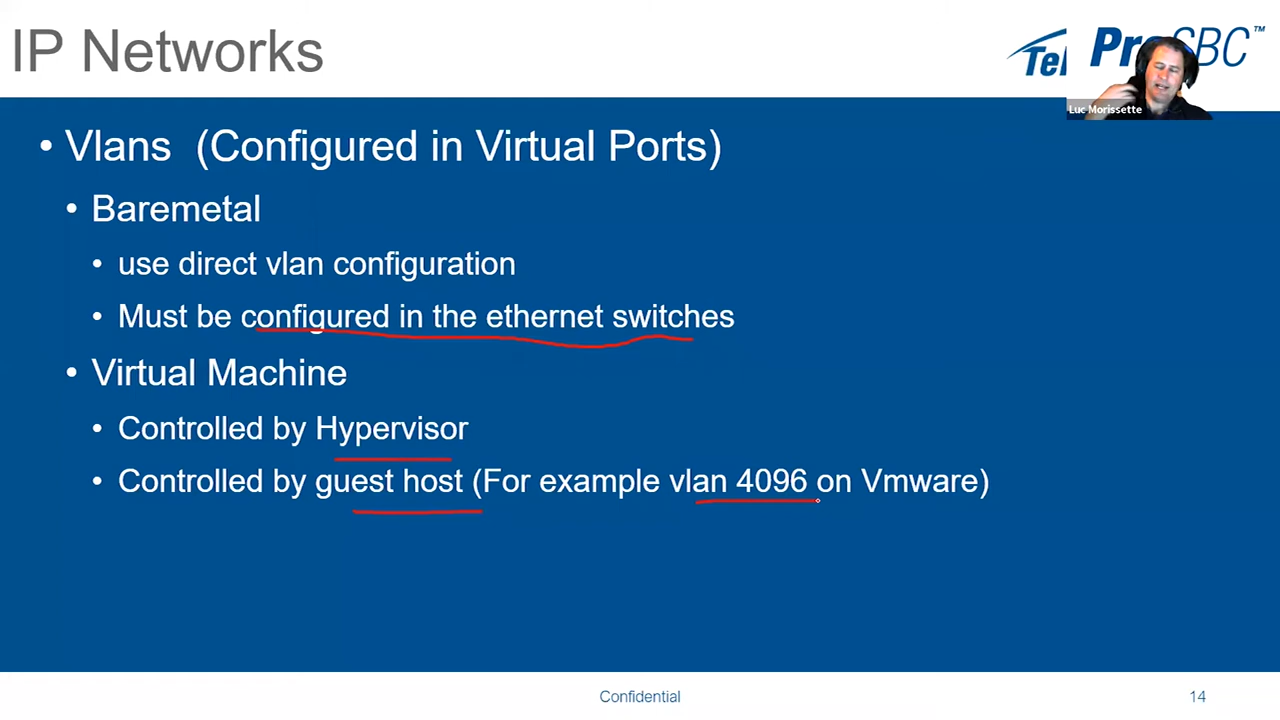 IP Networks
Tel
Pr SBC™
Luc Morissette
• Vlans (Configured in Virtual Ports)
• Baremetal
• use direct vlan configuration
• Must be configured in the ethernet switches
• Virtual Machine
• Controlled by Hypervisor
• Controlled by guest host (For example vlan 4096 on Vmware)
Confidential
14